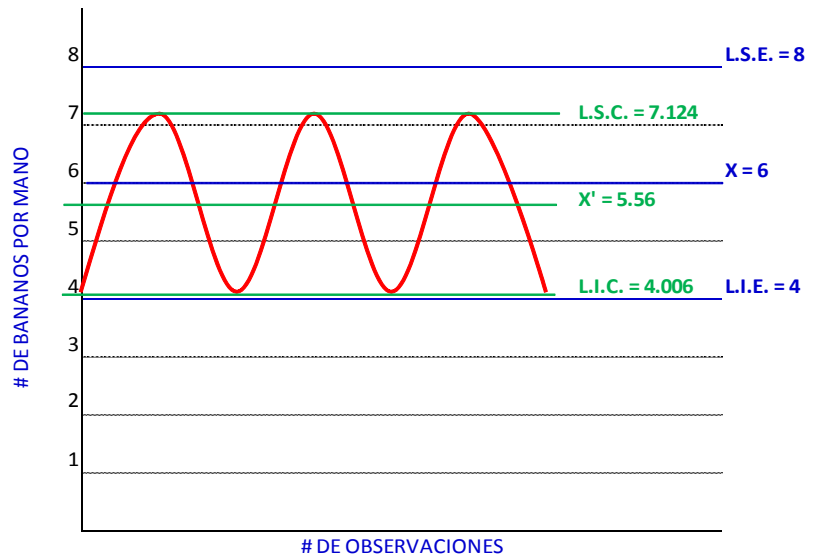 8
L.S.E. = 8
7
L.S.C. = 7.124
6
X = 6
X' = 5.56
5
4
L.I.C. = 4.006
L.I.E. = 4
3
2
1
# DE BANANOS POR MANO
# DE OBSERVACIONES